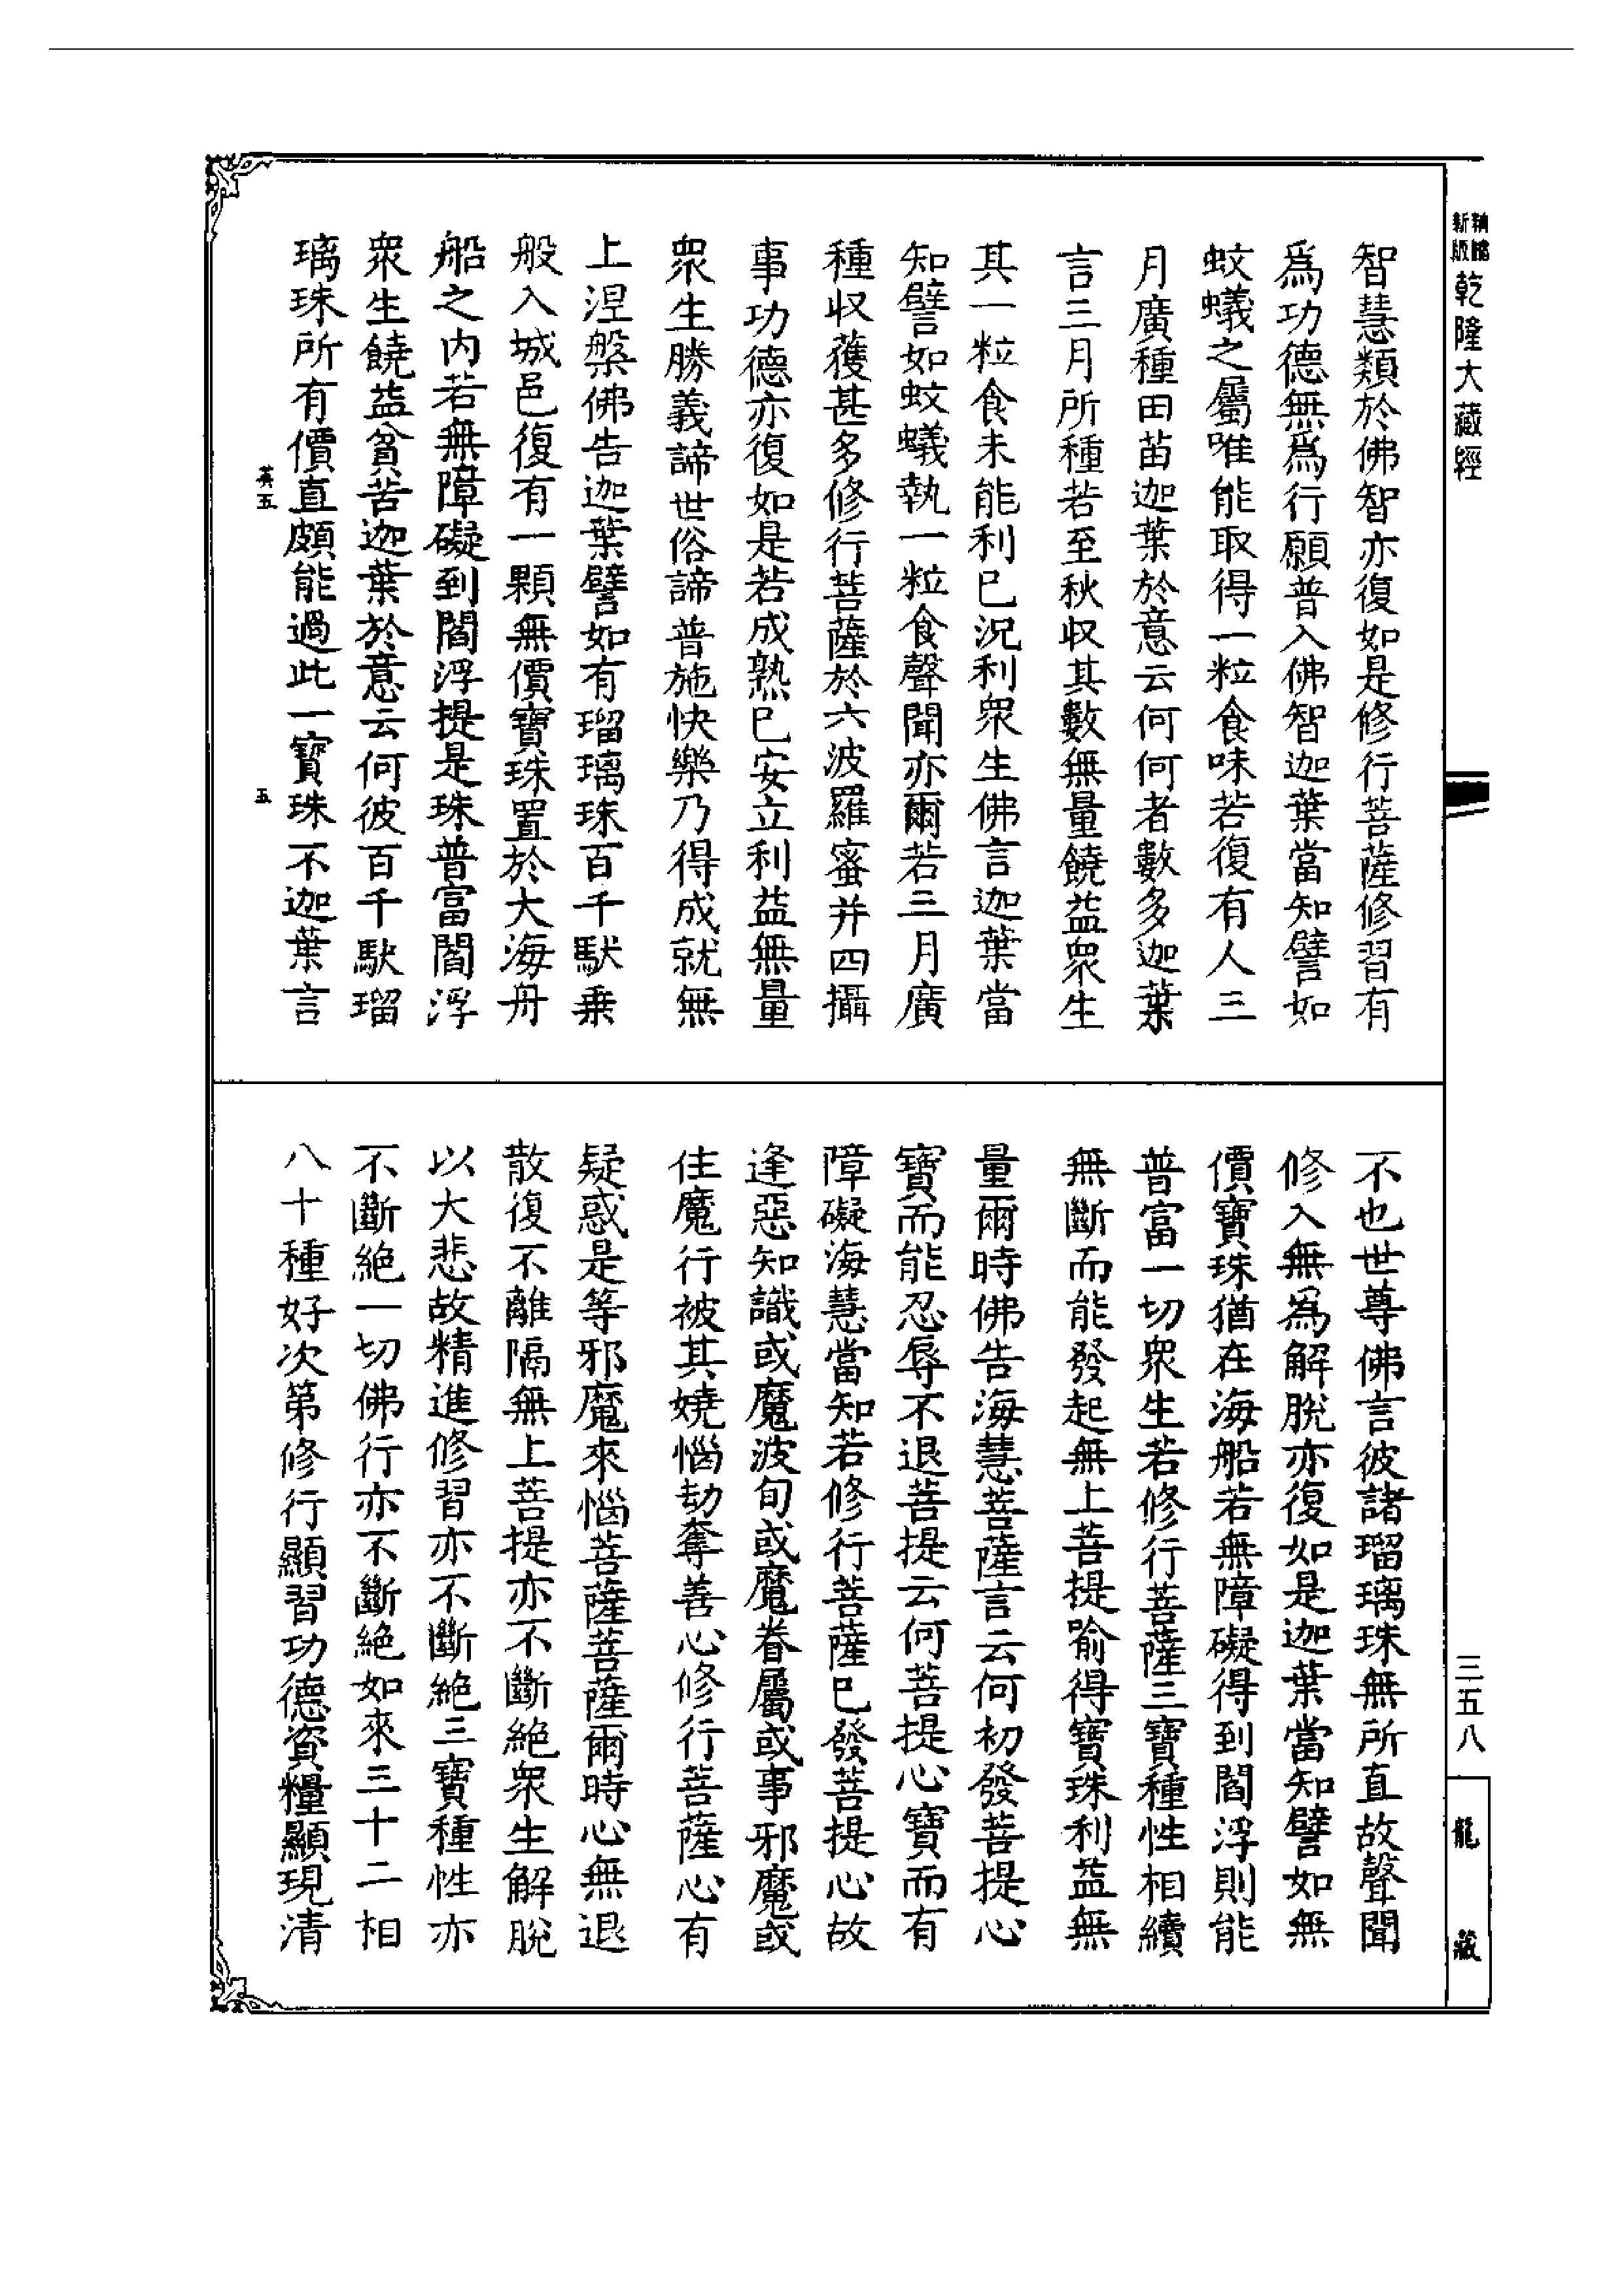 新版
乾隆大藏經
智慧類於佛智亦復如是修行菩薩修習有
爲功德無爲行願普入佛智迦葉當知譬如
蚊蟻之屬唯能取得一粒食味若復有人三
月廣種田苗迦葉於意云何何者數多迦葉
言三月所種若至秋収其數無量饒益眾生
其一粒食未能利已況利眾生佛言迦葉當
知譬如蚊蟻執一粒食聲聞亦爾若三月廣
種収穫甚多修行菩薩於六波羅蜜并四攝
事功德亦復如是若成熟已安立利益無量
眾生勝義諦世俗諦普施快樂乃得成就無
上涅槃佛告迦葉譬如有瑠璃珠百千馱乗
般入城邑復有一顆無價寶珠置於大海舟
船之内若無障礙到閻浮提是珠普富閻浮
眾生饒益貧苦迦葉於意云何彼百千馱瑠
璃珠所有價直頗能過此一寶珠不迦葉言
五
五
不也世尊佛言彼諸瑠璃珠無所直故聲聞
修入無為解脫亦復如是迦葉當知譬如無
價寶珠猶在海船若無障礙得到閻浮則能
普富一切眾生若修行菩薩三寶種性相續
無斷而能發起無上菩提喻得寶珠利益無
量爾時佛告海慧菩薩言云何初發菩提心
寶而能忍辱不退菩提云何菩提心寶而有
障礙海慧當知若修行菩薩已發菩提心故
逢惡知識或魔波旬或魔眷屬或事邪魔或
住魔行被其嬈惱劫奪善心修行菩薩心有
疑惑是等邪魔來惱菩薩菩薩爾時心無退
散復不離隔無上菩提亦不斷絕眾生解脫
以大悲故精進修習亦不斷絕三寶種性亦
不斷絕一切佛行亦不斷絕如來三十二相
八十種好次第修行顯習功德資糧顯現清
三五八
龍藏